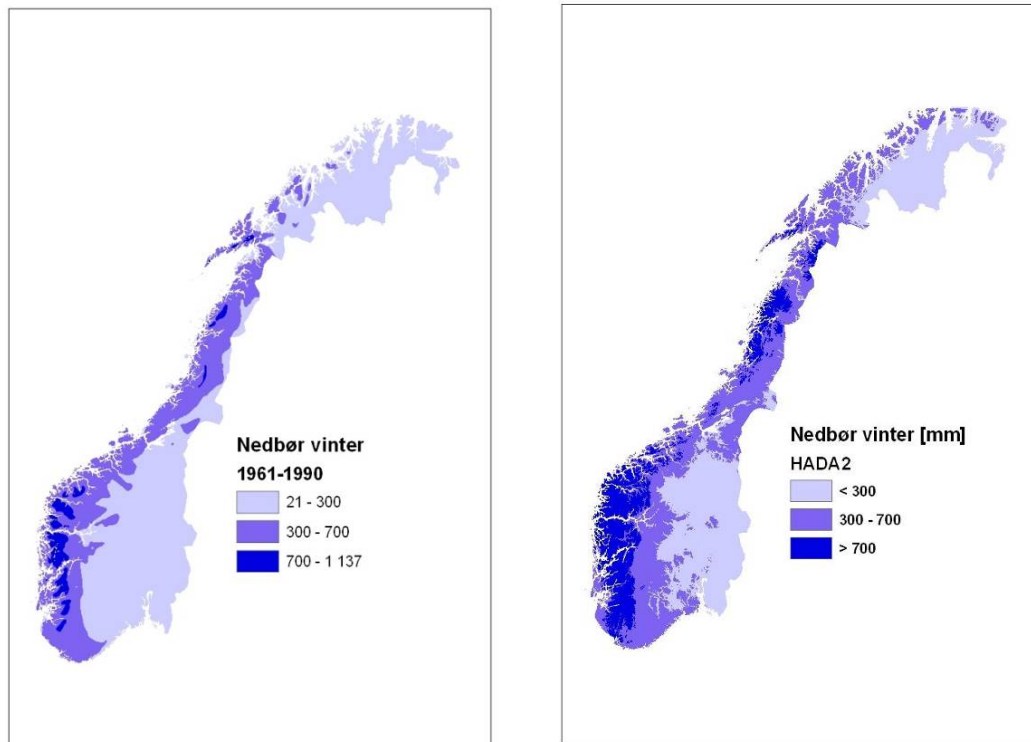 Nedbør vinter
1961-1990
21 - 300
300 - 700
700 - 1 137
Nedbør vinter [mm]
HADA2
< 300
300 - 700
> 700